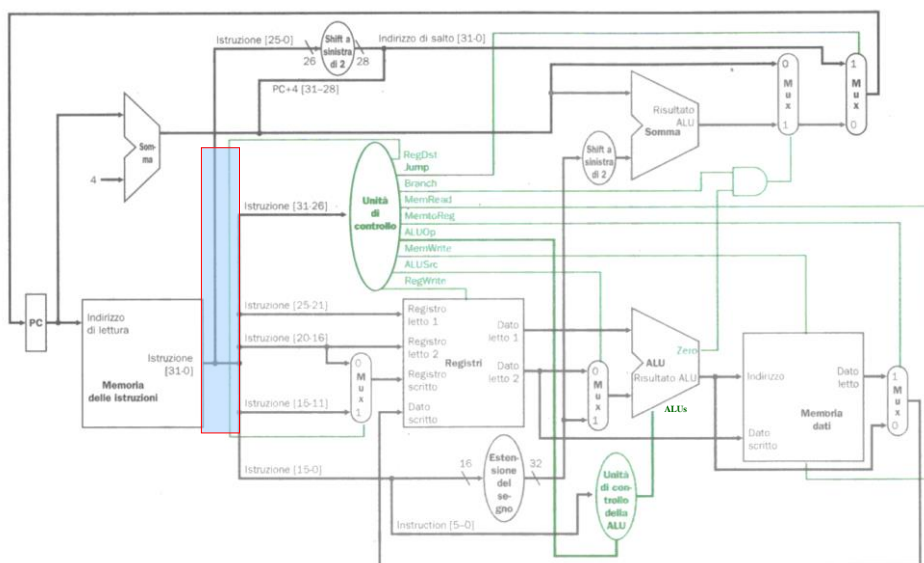 Istruzione [25-0]
26
Shift a
sinistra
di 2
28
Indirizzo di salto [31-0]
PC+4 [31-28]
0
M
u
x
1
1
M
u
x
0
Som-
ma
4
Risultato
ALU
Somma
Shift a
sinistra
di 2
RegDst
Jump
Branch
MemRead
MemtoReg
ALUOp
MemWrite
ALUSrc
RegWrite
Unità
di
controllo
Istruzione [31-26]
PC
Indirizzo
di lettura
Istruzione
[31-0]
Memoria
delle istruzioni
Istruzione [25-21]
Istruzione [20-16]
Istruzione [15-11]
0
M
u
x
1
Registro
letto 1
Registro
letto 2
Registro
scritto
Dato
scritto
Registri
Dato
letto 1
Dato
letto 2
0
M
u
x
1
Zero
ALU
Risultato ALU
ALUs
Indirizzo
Dato
letto
Memoria
dati
Dato
scritto
1
M
u
x
0
Istruzione [15-0]
16
Estensione
del
se-
gno
32
Unità
di con-
trollo
della
ALU
Instruction [5-0]